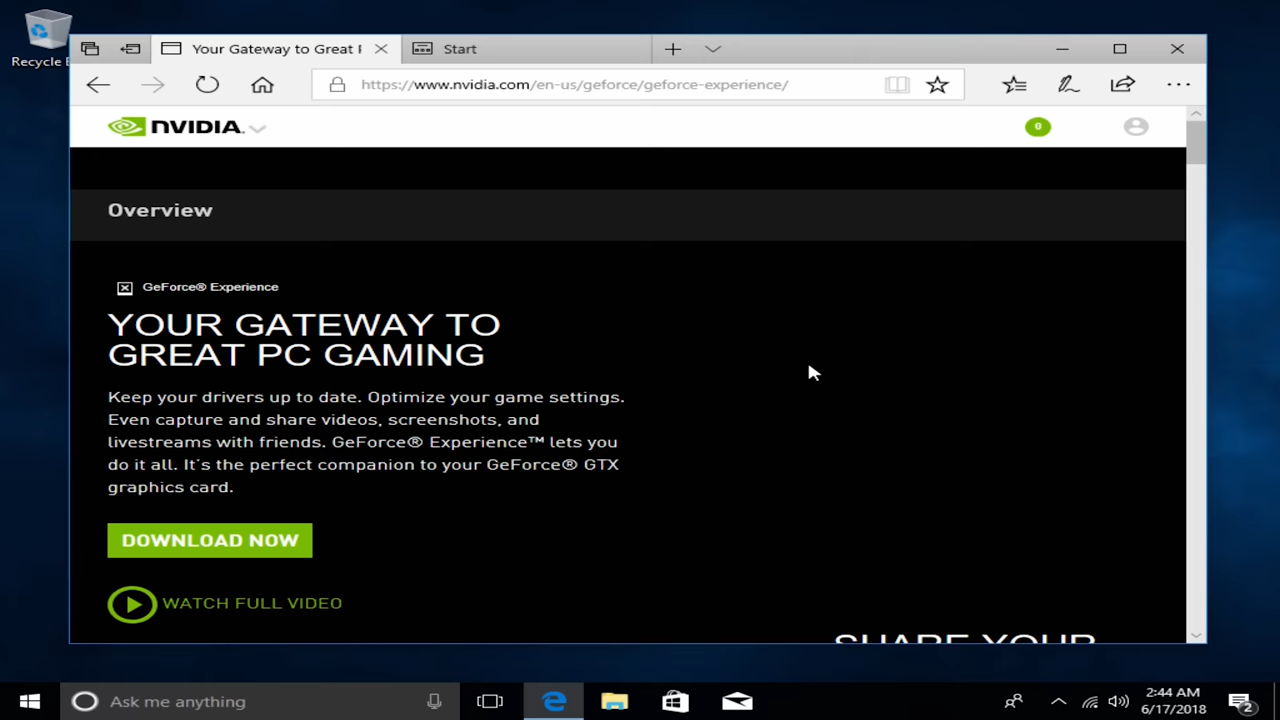 Recycle B
Your Gateway to Great
Start
https://www.nvidia.com/en-us/geforce/geforce-experience/
NVIDIA.
0
Overview
GeForce® Experience
YOUR GATEWAY TO
GREAT PC GAMING
Keep your drivers up to date. Optimize your game settings.
Even capture and share videos, screenshots, and
livestreams with friends. GeForce® Experience™ lets you
do it all. It's the perfect companion to your GeForce® GTX
graphics card.
DOWNLOAD NOW
WATCH FULL VIDEO
SHARE YOUR
Ask me anything
2:44 AM
6/17/2018
2